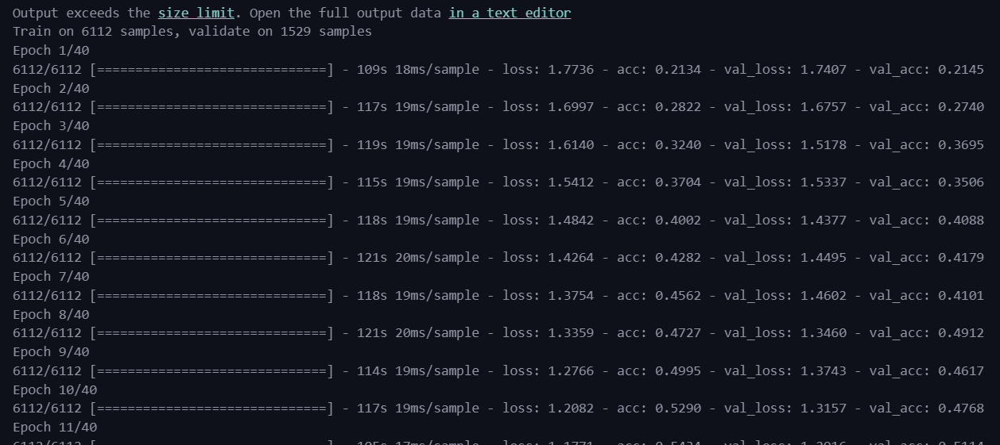 Output exceeds the size limit. Open the full output data in a text editor
Train on 6112 samples, validate on 1529 samples
Epoch 1/40
6112/6112 [==============================] - 109s 18ms/sample - loss: 1.7736 - acc: 0.2134 - val_loss: 1.7407 - val_acc: 0.2145
Epoch 2/40
6112/6112 [==============================] - 117s 19ms/sample - loss: 1.6997 - acc: 0.2822 - val_loss: 1.6757 - val_acc: 0.2740
Epoch 3/40
6112/6112 [==============================] - 119s 19ms/sample - loss: 1.6140 - acc: 0.3240 - val_loss: 1.5178 - val_acc: 0.3695
Epoch 4/40
6112/6112 [==============================] - 115s 19ms/sample - loss: 1.5412 - acc: 0.3704 - val_loss: 1.5337 - val_acc: 0.3506
Epoch 5/40
6112/6112 [==============================] - 118s 19ms/sample - loss: 1.4842 - acc: 0.4002 - val_loss: 1.4377 - val_acc: 0.4088
Epoch 6/40
6112/6112 [==============================] - 121s 20ms/sample - loss: 1.4264 - acc: 0.4282 - val_loss: 1.4495 - val_acc: 0.4179
Epoch 7/40
6112/6112 [==============================] - 118s 19ms/sample - loss: 1.3754 - acc: 0.4562 - val_loss: 1.4602 - val_acc: 0.4101
Epoch 8/40
6112/6112 [==============================] - 121s 20ms/sample - loss: 1.3359 - acc: 0.4727 - val_loss: 1.3460 - val_acc: 0.4912
Epoch 9/40
6112/6112 [==============================] - 114s 19ms/sample - loss: 1.2766 - acc: 0.4995 - val_loss: 1.3743 - val_acc: 0.4617
Epoch 10/40
6112/6112 [==============================] - 117s 19ms/sample - loss: 1.2082 - acc: 0.5290 - val_loss: 1.3157 - val_acc: 0.4768
Epoch 11/40